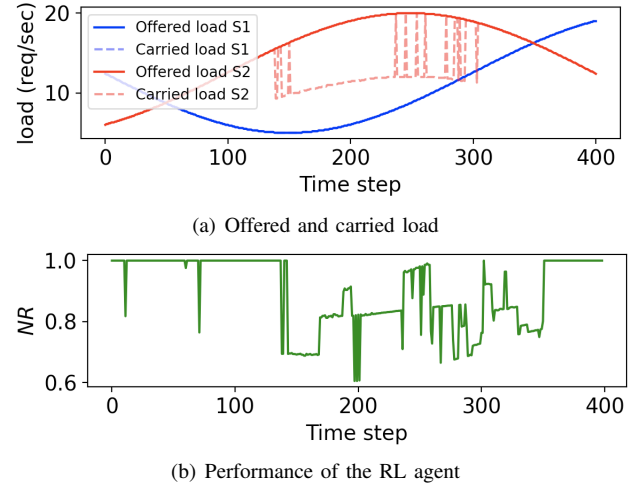 20
10
load (req/sec)
Offered load S1
Carried load S1
Offered load S2
Carried load S2
0 100 200 300 400
Time step
(a) Offered and carried load
1.0
0.8
0.6
NR
0 100 200 300 400
Time step
(b) Performance of the RL agent